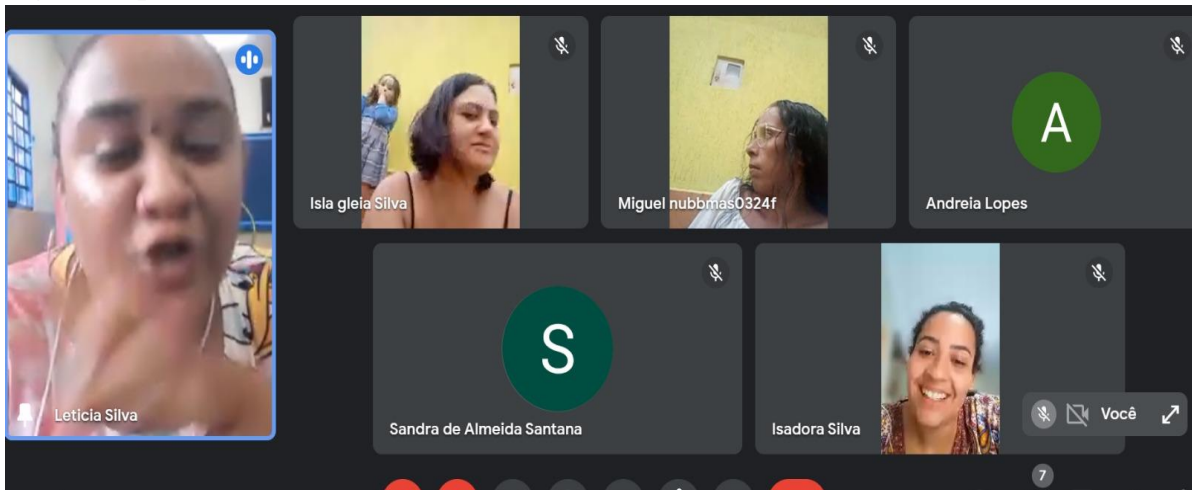 Leticia Silva
Isla gleia Silva
Miguel nubbmas0324f
A
Andreia Lopes
S
Sandra de Almeida Santana
Isadora Silva
Você
7